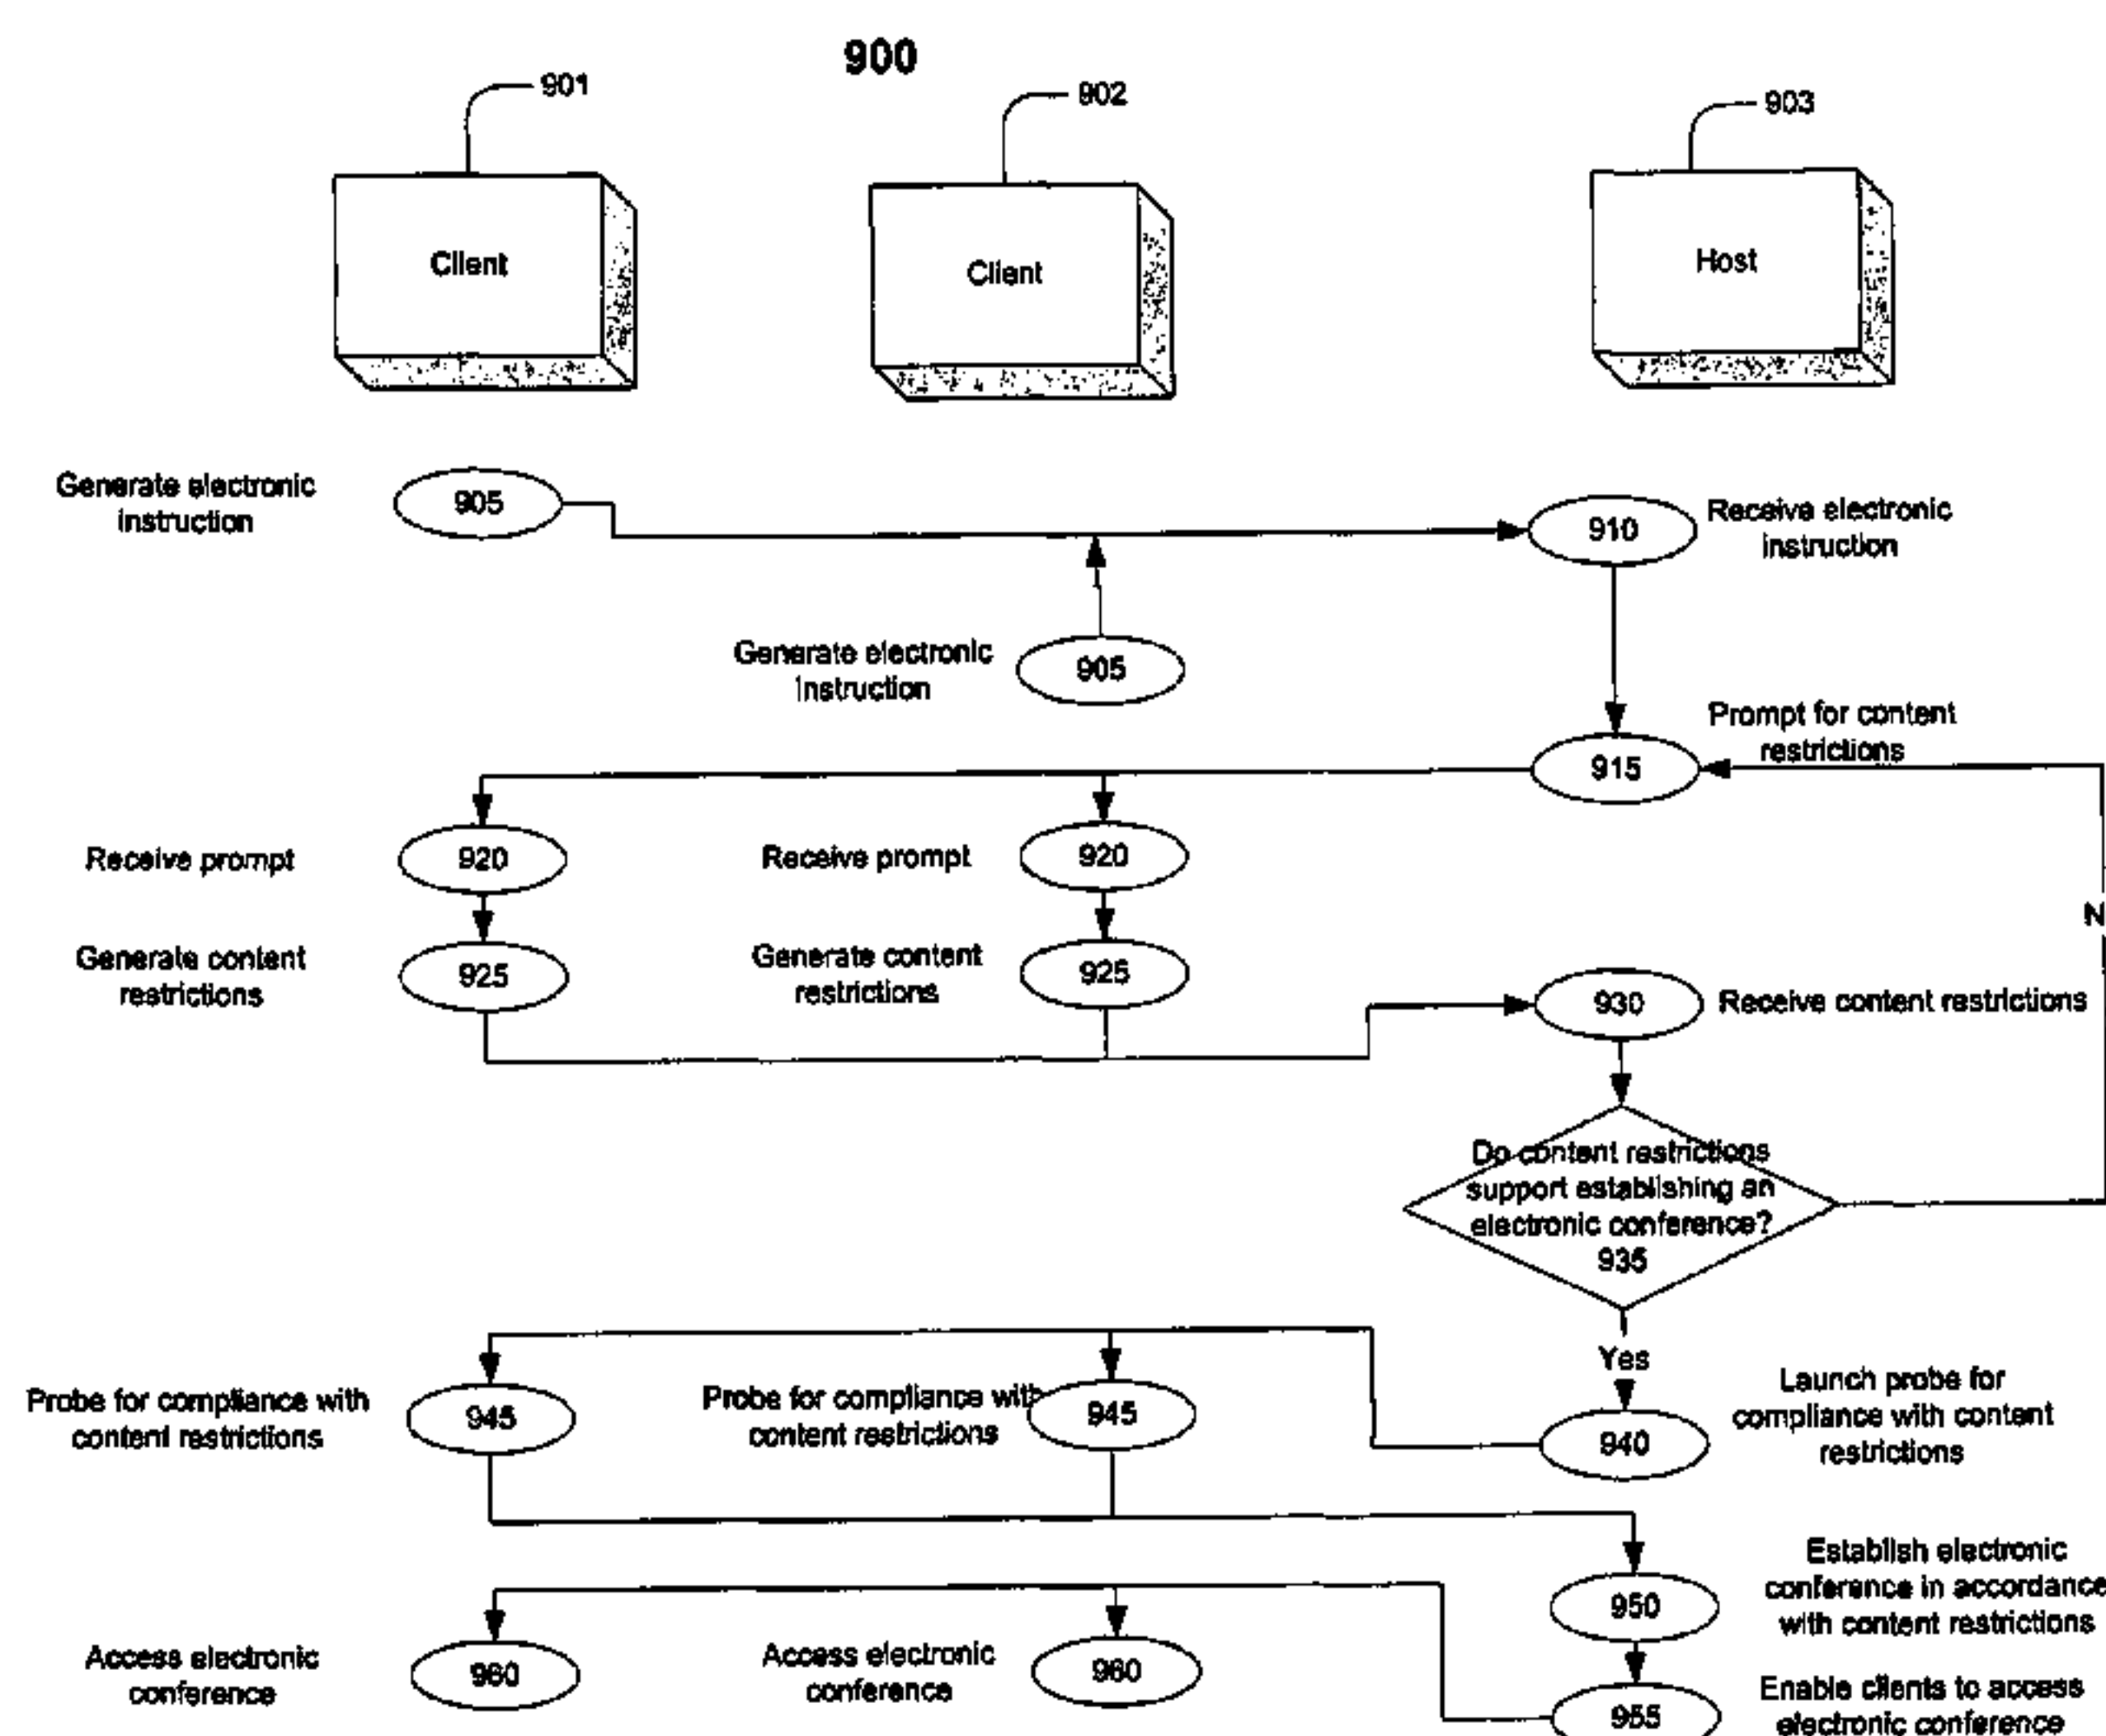 900
901
902
903
Client
Client
Host
Generate electronic
instruction
905
910
Receive electronic
instruction
Generate electronic
instruction
905
Prompt for content
restrictions
915
Receive prompt
920
Receive prompt
920
Generate content
restrictions
925
Generate content
restrictions
925
930
Receive content restrictions
N
Do content restrictions
support establishing an
electronic conference?
935
Yes
Probe for compliance with
content restrictions
945
Probe for compliance with
content restrictions
945
940
Launch probe for
compliance with content
restrictions
950
Establish electronic
conference in accordance
with content restrictions
Access electronic
conference
960
Access electronic
conference
960
955
Enable clients to access
electronic conference